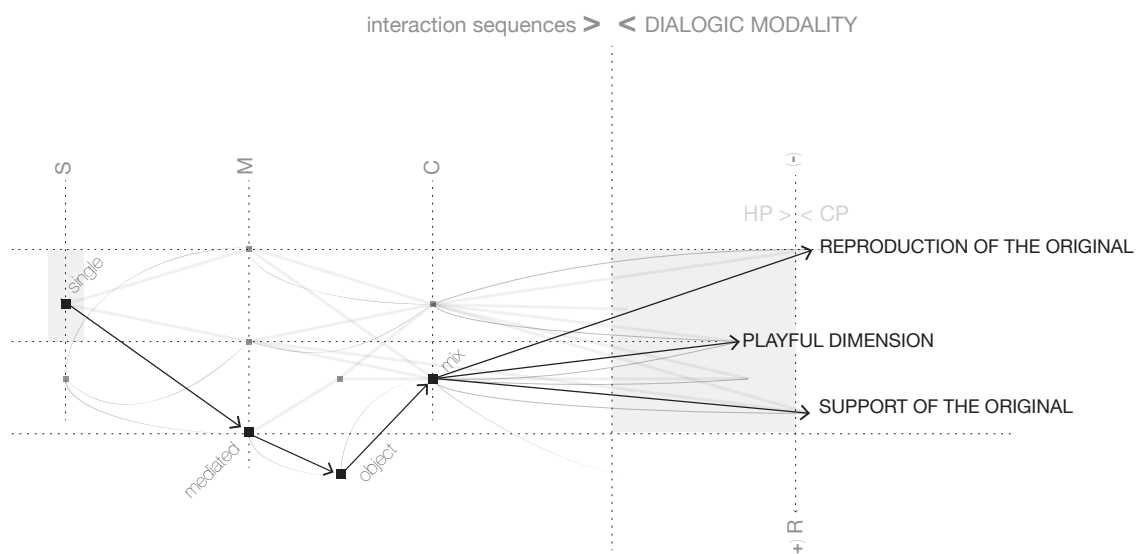 interaction sequences > < DIALOGIC MODALITY
S
M
C
(-)
HP > < CP
REPRODUCTION OF THE ORIGINAL
single
PLAYFUL DIMENSION
mix
SUPPORT OF THE ORIGINAL
mediated
object
(+) R